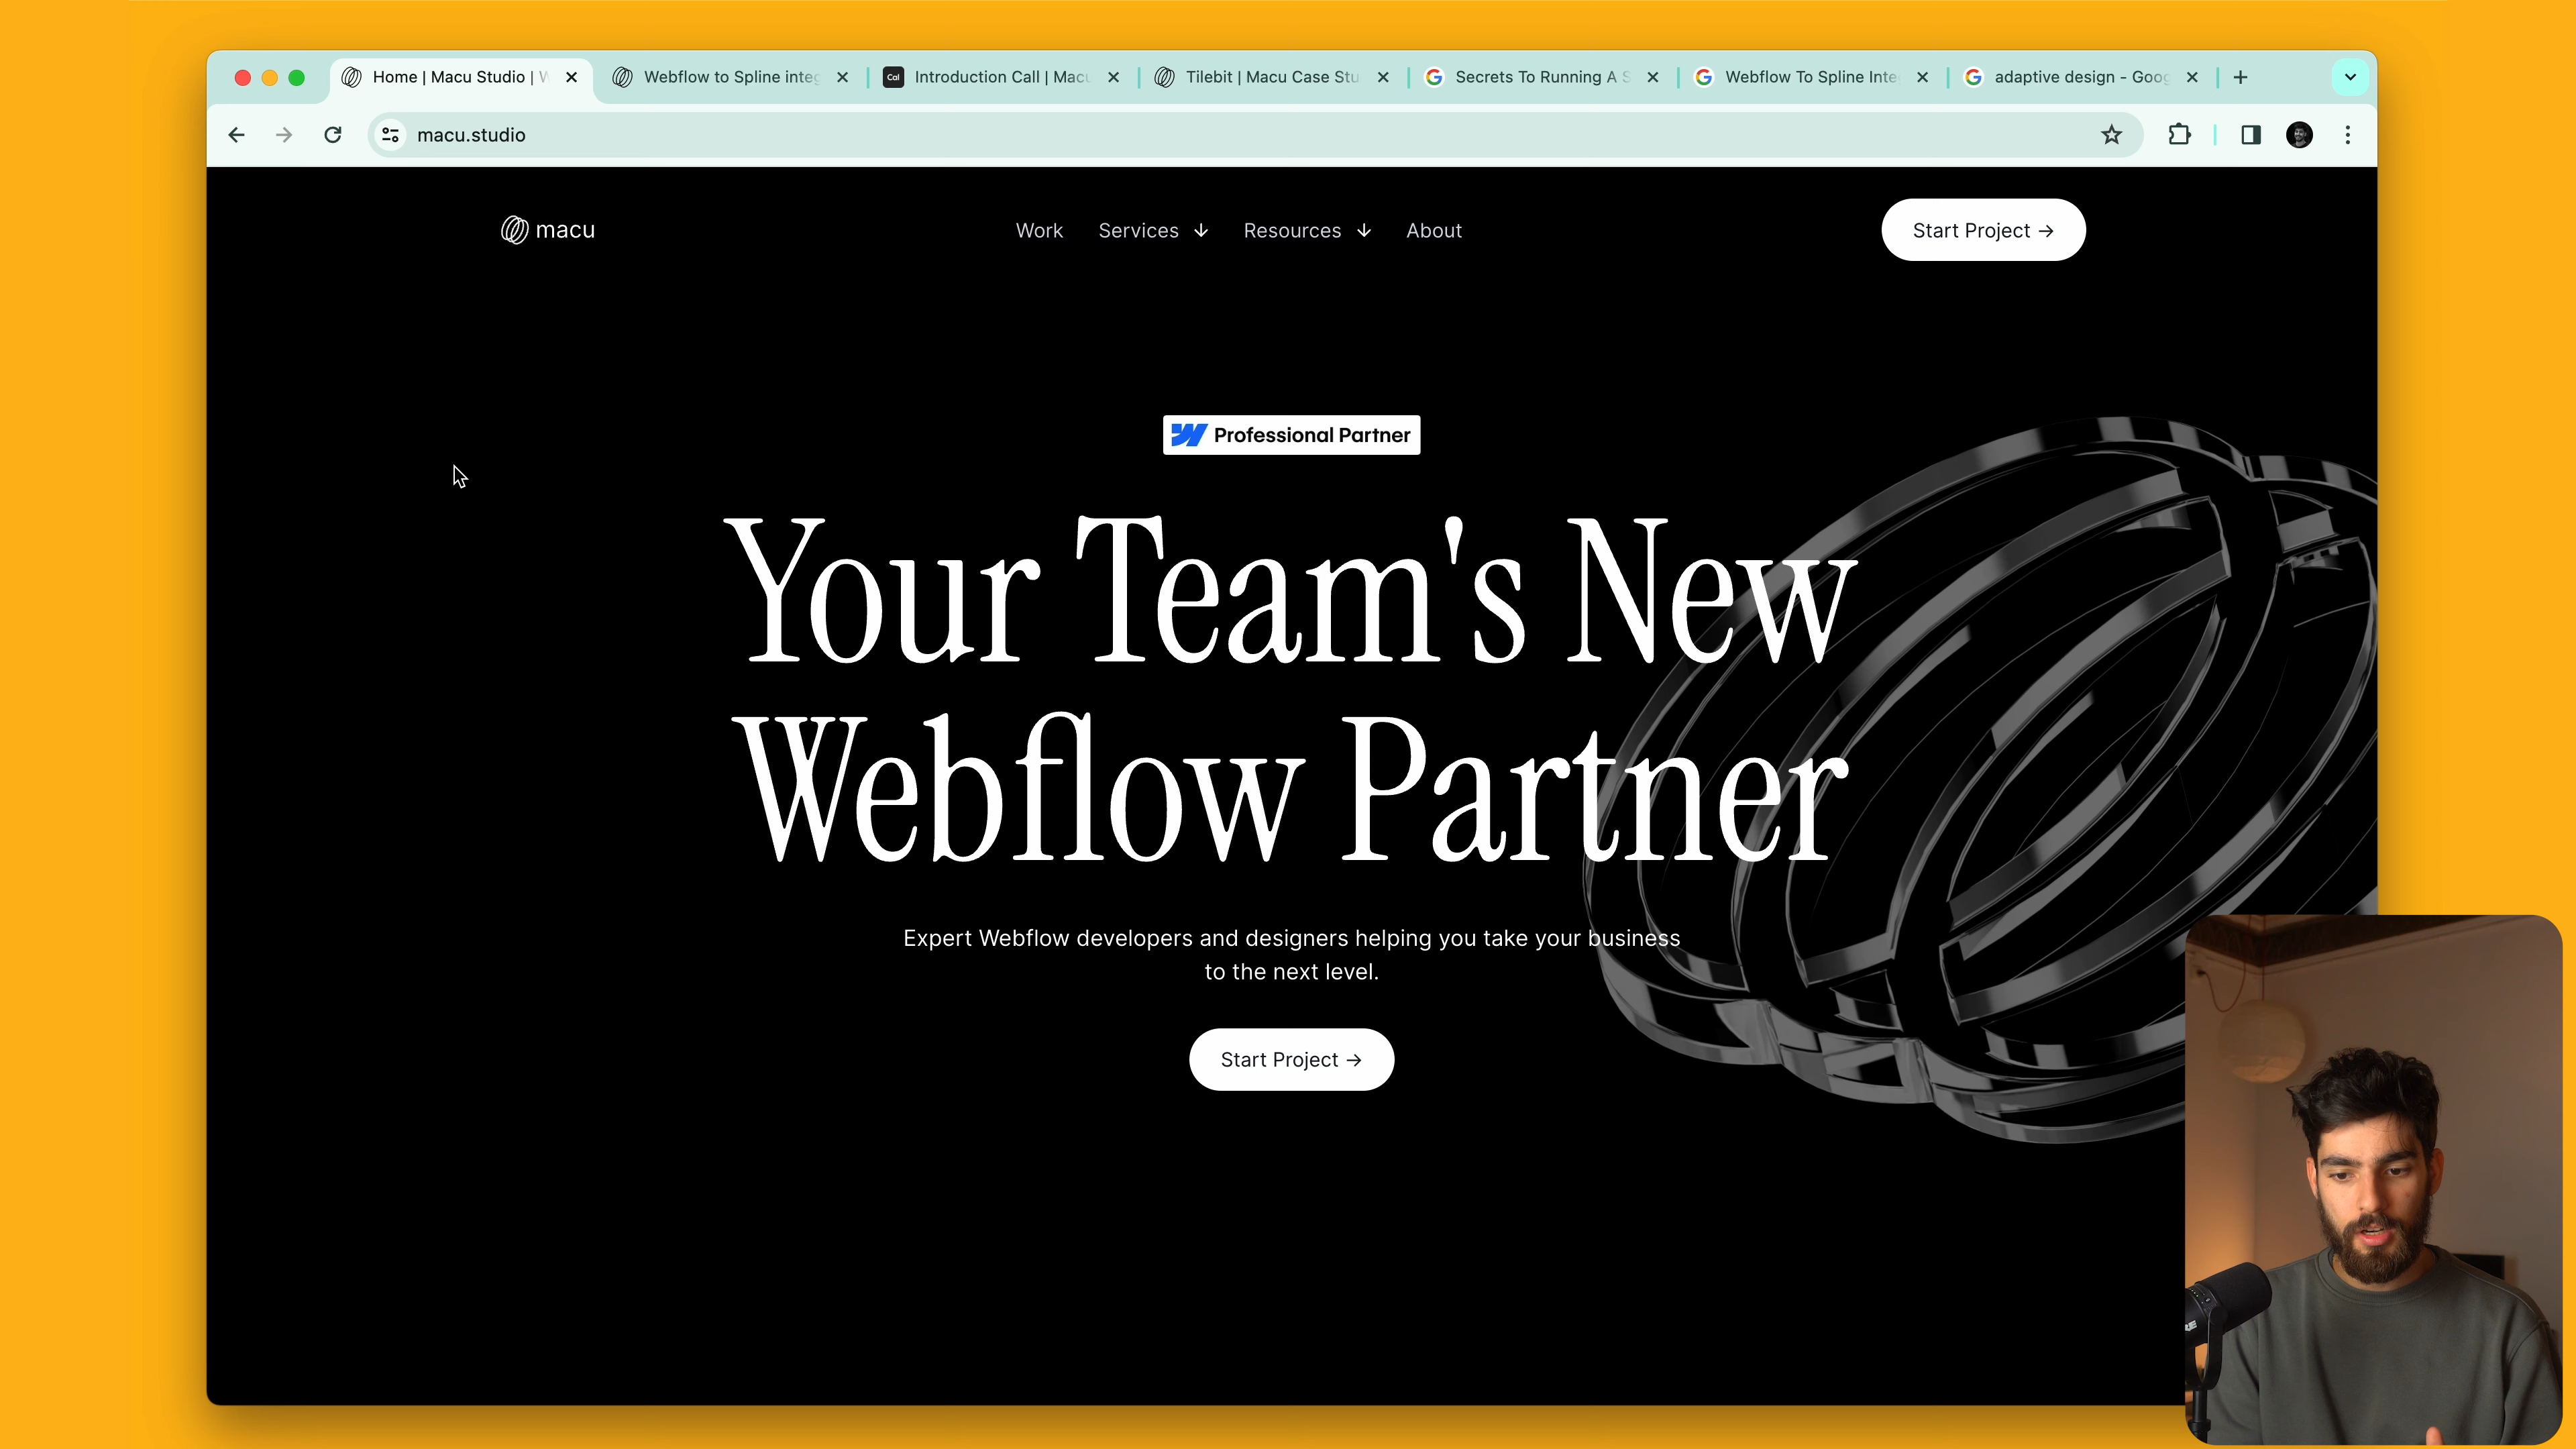 Home | Macu Studio | W
Webflow to Spline integ
Cal
Introduction Call | Macu
Tilebit | Macu Case Stu
Secrets To Running A S
Webflow To Spline Inte
adaptive design - Goog
macu.studio
macu
Work
Services
Resources
About
Start Project →
Professional Partner
Your Team's New
Webflow Partner
Expert Webflow developers and designers helping you take your business
to the next level.
Start Project →